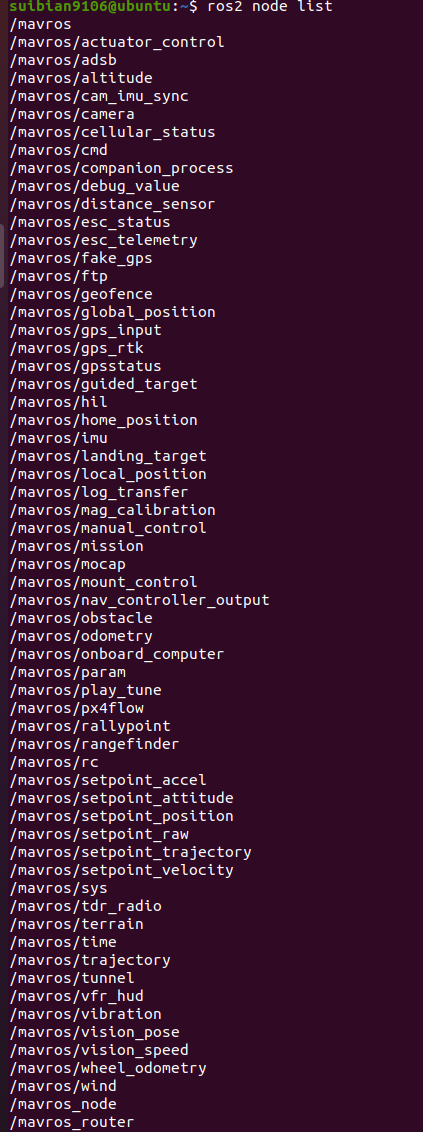 suibian9106@ubuntu:~$ ros2 node list
/mavros
/mavros/actuator_control
/mavros/adsb
/mavros/altitude
/mavros/cam_imu_sync
/mavros/camera
/mavros/cellular_status
/mavros/cmd
/mavros/companion_process
/mavros/debug_value
/mavros/distance_sensor
/mavros/esc_status
/mavros/esc_telemetry
/mavros/fake_gps
/mavros/ftp
/mavros/geofence
/mavros/global_position
/mavros/gps_input
/mavros/gps_rtk
/mavros/gpsstatus
/mavros/guided_target
/mavros/hil
/mavros/home_position
/mavros/imu
/mavros/landing_target
/mavros/local_position
/mavros/log_transfer
/mavros/mag_calibration
/mavros/manual_control
/mavros/mission
/mavros/mocap
/mavros/mount_control
/mavros/nav_controller_output
/mavros/obstacle
/mavros/odometry
/mavros/onboard_computer
/mavros/param
/mavros/play_tune
/mavros/px4flow
/mavros/rallypoint
/mavros/rangefinder
/mavros/rc
/mavros/setpoint_accel
/mavros/setpoint_attitude
/mavros/setpoint_position
/mavros/setpoint_raw
/mavros/setpoint_trajectory
/mavros/setpoint_velocity
/mavros/sys
/mavros/tdr_radio
/mavros/terrain
/mavros/time
/mavros/trajectory
/mavros/tunnel
/mavros/vfr_hud
/mavros/vibration
/mavros/vision_pose
/mavros/vision_speed
/mavros/wheel_odometry
/mavros/wind
/mavros_node
/mavros_router